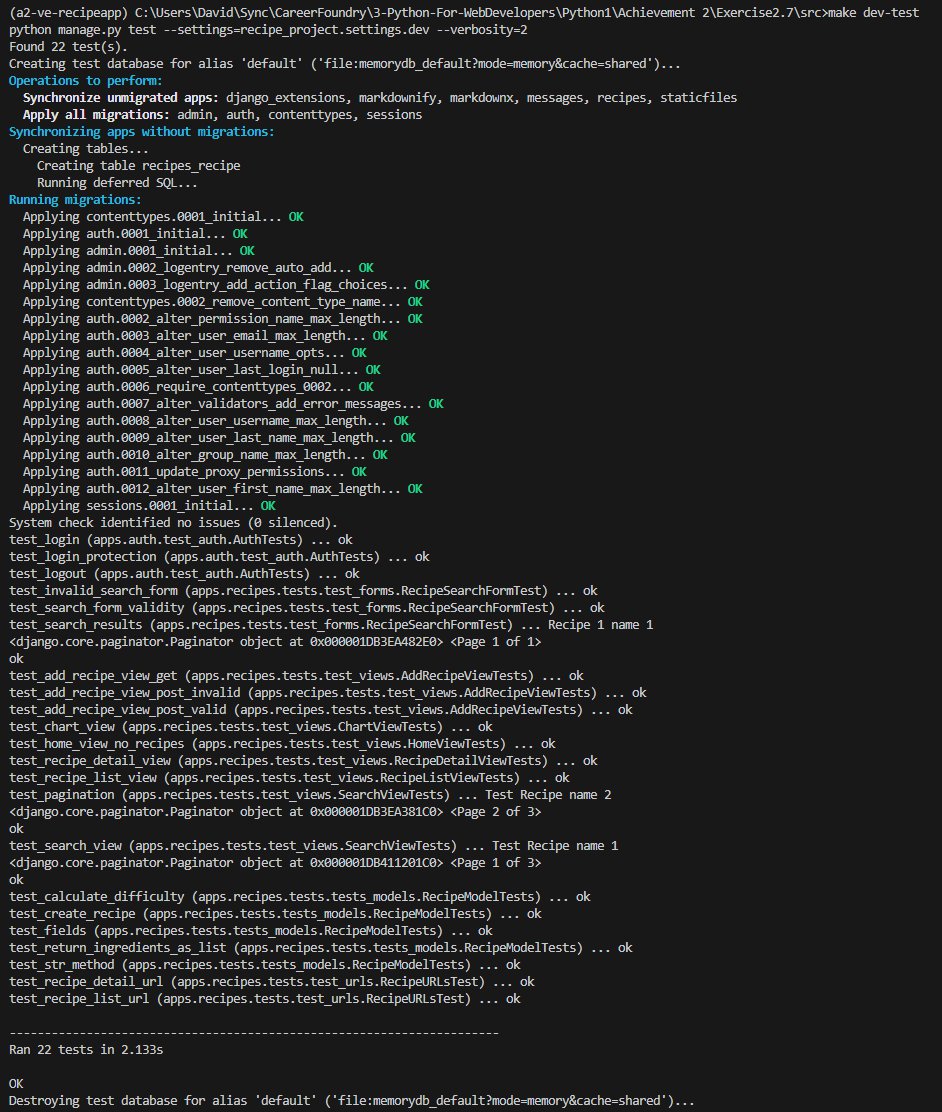 (a2-ve-recipeapp) C:\Users\David\Sync\CareerFoundry\3-Python-For-WebDevelopers\Python1\Achievement 2\Exercise2.7\src>make dev-test
python manage.py test --settings=recipe_project.settings.dev --verbosity=2
Found 22 test(s).
Creating test database for alias 'default' ('file:memorydb_default?mode=memory&cache=shared')...
Operations to perform:
  Synchronize unmigrated apps: django_extensions, markdownify, markdownx, messages, recipes, staticfiles
  Apply all migrations: admin, auth, contenttypes, sessions
Synchronizing apps without migrations:
  Creating tables...
    Creating table recipes_recipe
    Running deferred SQL...
Running migrations:
  Applying contenttypes.0001_initial... OK
  Applying auth.0001_initial... OK
  Applying admin.0001_initial... OK
  Applying admin.0002_logentry_remove_auto_add... OK
  Applying admin.0003_logentry_add_action_flag_choices... OK
  Applying contenttypes.0002_remove_content_type_name... OK
  Applying auth.0002_alter_permission_name_max_length... OK
  Applying auth.0003_alter_user_email_max_length... OK
  Applying auth.0004_alter_user_username_opts... OK
  Applying auth.0005_alter_user_last_login_null... OK
  Applying auth.0006_require_contenttypes_0002... OK
  Applying auth.0007_alter_validators_add_error_messages... OK
  Applying auth.0008_alter_user_username_max_length... OK
  Applying auth.0009_alter_user_last_name_max_length... OK
  Applying auth.0010_alter_group_name_max_length... OK
  Applying auth.0011_update_proxy_permissions... OK
  Applying auth.0012_alter_user_first_name_max_length... OK
  Applying sessions.0001_initial... OK
System check identified no issues (0 silenced).
test_login (apps.auth.test_auth.AuthTests) ... ok
test_login_protection (apps.auth.test_auth.AuthTests) ... ok
test_logout (apps.auth.test_auth.AuthTests) ... ok
test_invalid_search_form (apps.recipes.tests.test_forms.RecipeSearchFormTest) ... ok
test_search_form_validity (apps.recipes.tests.test_forms.RecipeSearchFormTest) ... ok
test_search_results (apps.recipes.tests.test_forms.RecipeSearchFormTest) ... Recipe 1 name 1
<django.core.paginator.Paginator object at 0x000001DB3EA482E0> <Page 1 of 1>
ok
test_add_recipe_view_get (apps.recipes.tests.test_views.AddRecipeViewTests) ... ok
test_add_recipe_view_post_invalid (apps.recipes.tests.test_views.AddRecipeViewTests) ... ok
test_add_recipe_view_post_valid (apps.recipes.tests.test_views.AddRecipeViewTests) ... ok
test_chart_view (apps.recipes.tests.test_views.ChartViewTests) ... ok
test_home_view_no_recipes (apps.recipes.tests.test_views.HomeViewTests) ... ok
test_recipe_detail_view (apps.recipes.tests.test_views.RecipeDetailViewTests) ... ok
test_recipe_list_view (apps.recipes.tests.test_views.RecipeListViewTests) ... ok
test_pagination (apps.recipes.tests.test_views.SearchViewTests) ... Test Recipe name 2
<django.core.paginator.Paginator object at 0x000001DB3EA381C0> <Page 2 of 3>
ok
test_search_view (apps.recipes.tests.test_views.SearchViewTests) ... Test Recipe name 1
<django.core.paginator.Paginator object at 0x000001DB411201C0> <Page 1 of 3>
ok
test_calculate_difficulty (apps.recipes.tests.tests_models.RecipeModelTests) ... ok
test_create_recipe (apps.recipes.tests.tests_models.RecipeModelTests) ... ok
test_fields (apps.recipes.tests.tests_models.RecipeModelTests) ... ok
test_return_ingredients_as_list (apps.recipes.tests.tests_models.RecipeModelTests) ... ok
test_str_method (apps.recipes.tests.tests_models.RecipeModelTests) ... ok
test_recipe_detail_url (apps.recipes.tests.test_urls.RecipeURLsTest) ... ok
test_recipe_list_url (apps.recipes.tests.test_urls.RecipeURLsTest) ... ok

----------------------------------------------------------------------
Ran 22 tests in 2.133s

OK
Destroying test database for alias 'default' ('file:memorydb_default?mode=memory&cache=shared')...